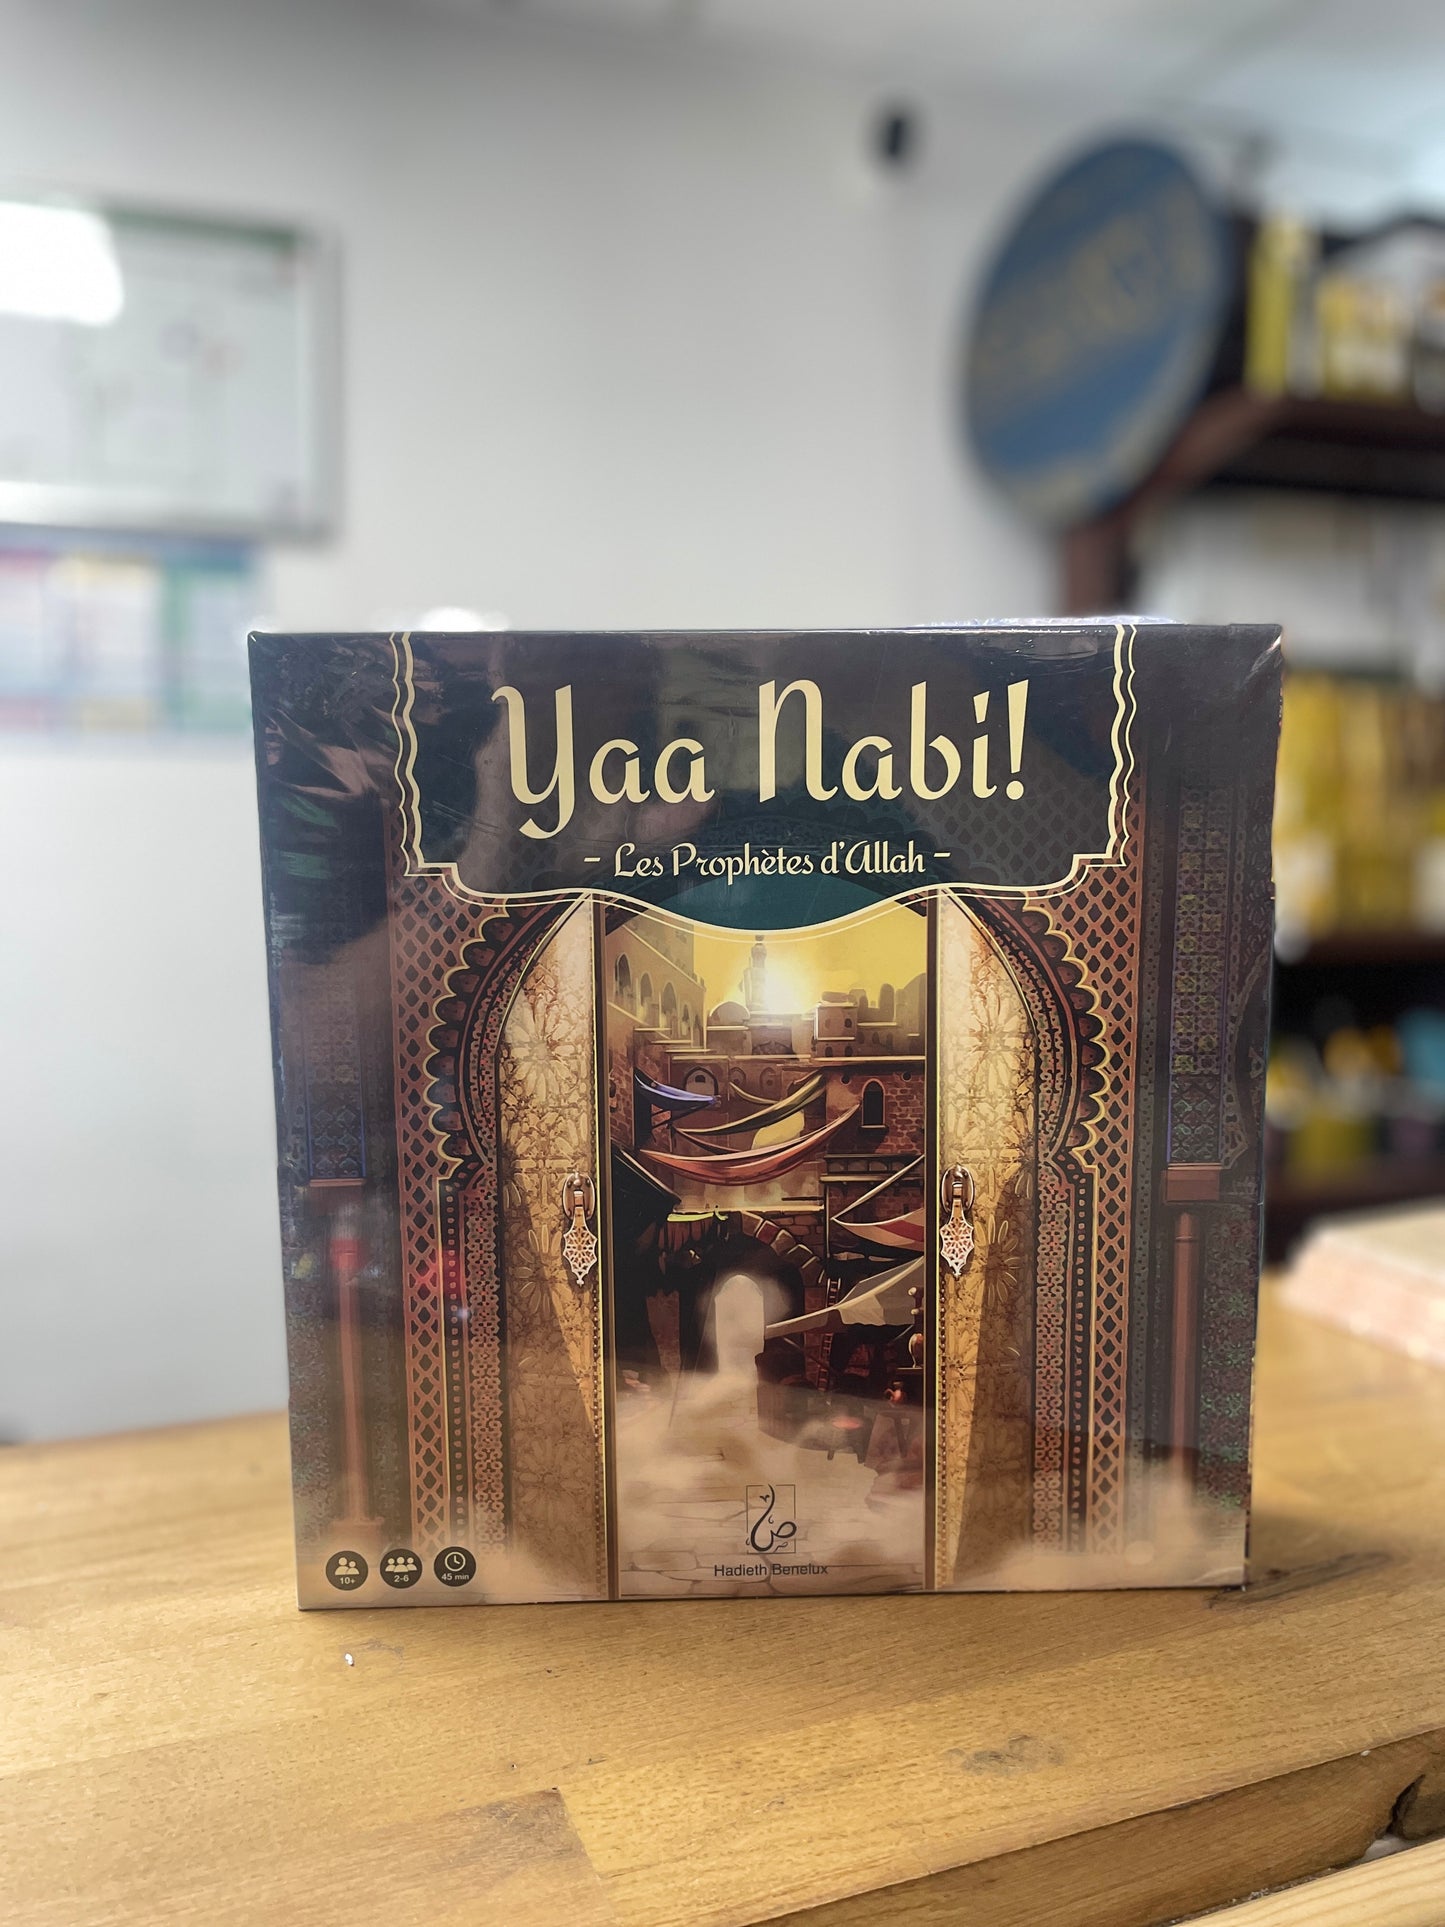 Yaa Nabi!
- Les Prophètes d'Allah -
ص
Hadieth Benelux
10+
2-6
45 min